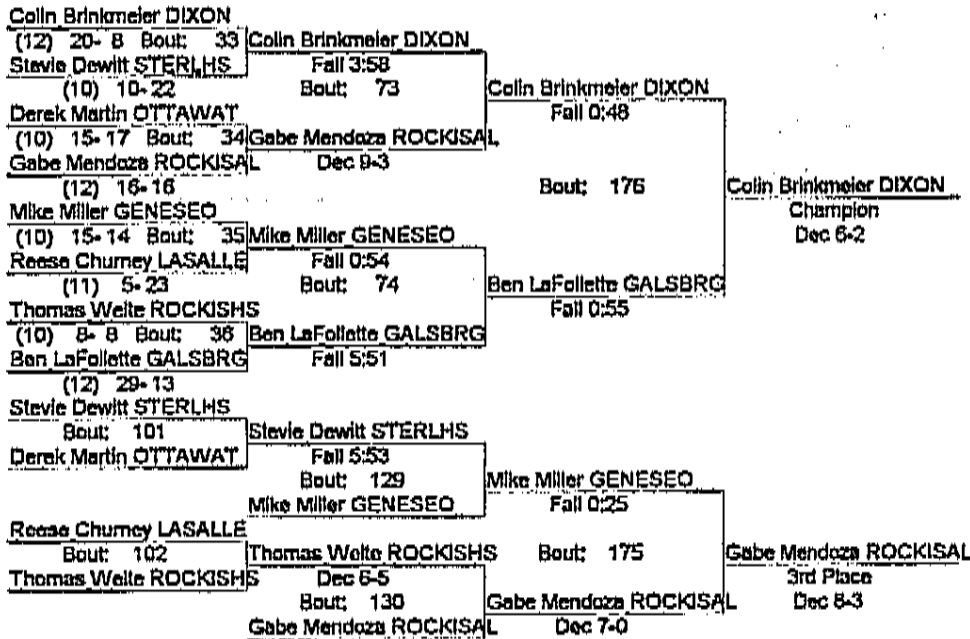 Colin Brinkmeier DIXON
(12) 20- 8 Bout: 33 Colin Brinkmeier DIXON
Stevie Dewitt STERLHS Fall 3:58
(10) 10-22 Bout: 73 Colin Brinkmeier DIXON
Derek Martin OTTAWAT Fall 0:48
(10) 15- 17 Bout: 34 Gabe Mendoza ROCKISAL
Gabe Mendoza ROCKISAL Dec 9-3
(12) 16-16 Bout: 176 Colin Brinkmeier DIXON
Mike Miller GENESEO Champion
(10) 15-14 Bout: 35 Mike Miller GENESEO Dec 6-2
Reese Churney LASALLE Fall 0:54
(11) 5-23 Bout: 74 Ben LaFollette GALSBRG
Thomas Welte ROCKISHS Fall 0:55
(10) 8- 8 Bout: 36 Ben LaFollette GALSBRG
Ben LaFollette GALSBRG Fall 5:51
(12) 29-13
Stevie Dewitt STERLHS
Bout: 101 Stevie Dewitt STERLHS
Derek Martin OTTAWAT Fall 5:53
Bout: 129 Mike Miller GENESEO
Mike Miller GENESEO Fall 0:25
Reese Churney LASALLE
Bout: 102 Thomas Welte ROCKISHS Bout: 175 Gabe Mendoza ROCKISAL
Thomas Welte ROCKISHS Dec 6-5 3rd Place
Bout: 130 Gabe Mendoza ROCKISAL Dec 8-3
Gabe Mendoza ROCKISAL Dec 7-0